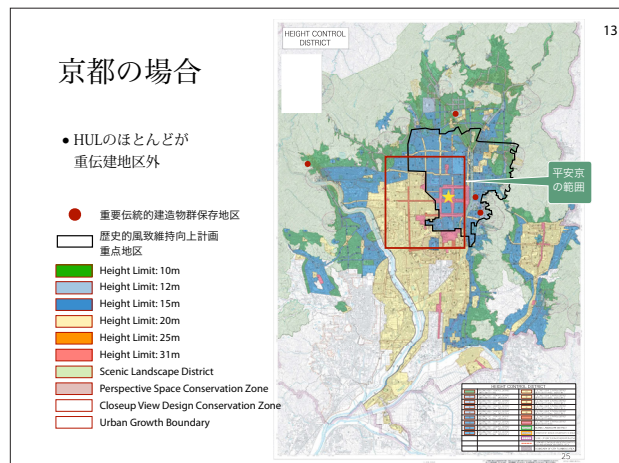 13
HEIGHT CONTROL
DISTRICT
京都の場合
● HULのほとんどが
重伝建地区外
平安京
の範囲
重要伝統的建造物群保存地区
歴史的風致維持向上計画
重点地区
Height Limit: 10m
Height Limit: 12m
Height Limit: 15m
Height Limit: 20m
Height Limit: 25m
Height Limit: 31m
Scenic Landscape District
Perspective Space Conservation Zone
Closeup View Design Conservation Zone
Urban Growth Boundary
HEIGHT CONTROL DISTRICT
25